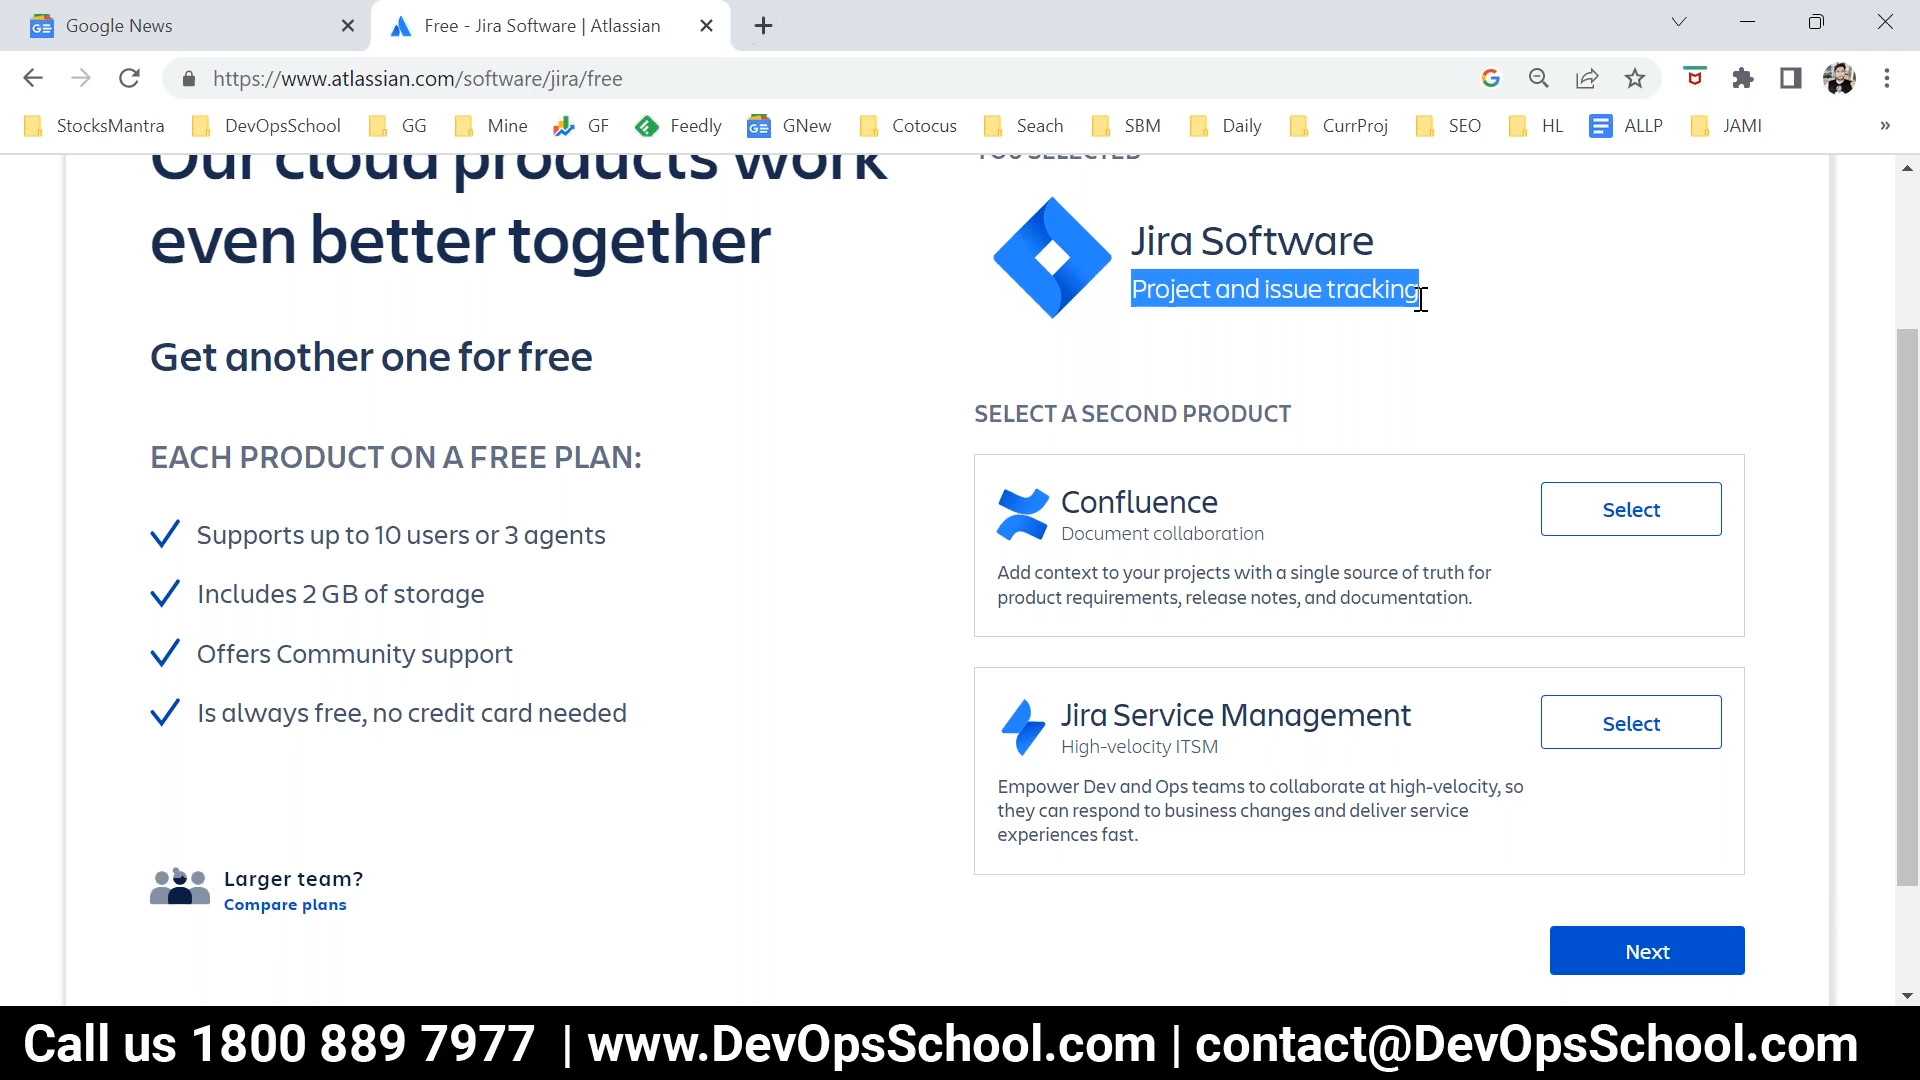 Google News
Free - Jira Software | Atlassian
https://www.atlassian.com/software/jira/free
StocksMantra
DevOpsSchool
GG
Mine
GF
Feedly
GNew
Cotocus
Seach
SBM
Daily
CurrProj
SEO
HL
ALLP
JAMI
»
Our cloud products work
even better together
Get another one for free
EACH PRODUCT ON A FREE PLAN:
Supports up to 10 users or 3 agents
Includes 2 GB of storage
Offers Community support
Is always free, no credit card needed
Larger team?
Compare plans
YOU SELECTED
Jira Software
Project and issue tracking
SELECT A SECOND PRODUCT
Confluence
Document collaboration
Select
Add context to your projects with a single source of truth for
product requirements, release notes, and documentation.
Jira Service Management
High-velocity ITSM
Select
Empower Dev and Ops teams to collaborate at high-velocity, so
they can respond to business changes and deliver service
experiences fast.
Next
Call us 1800 889 7977 | www.DevOpsSchool.com | contact@DevOpsSchool.com